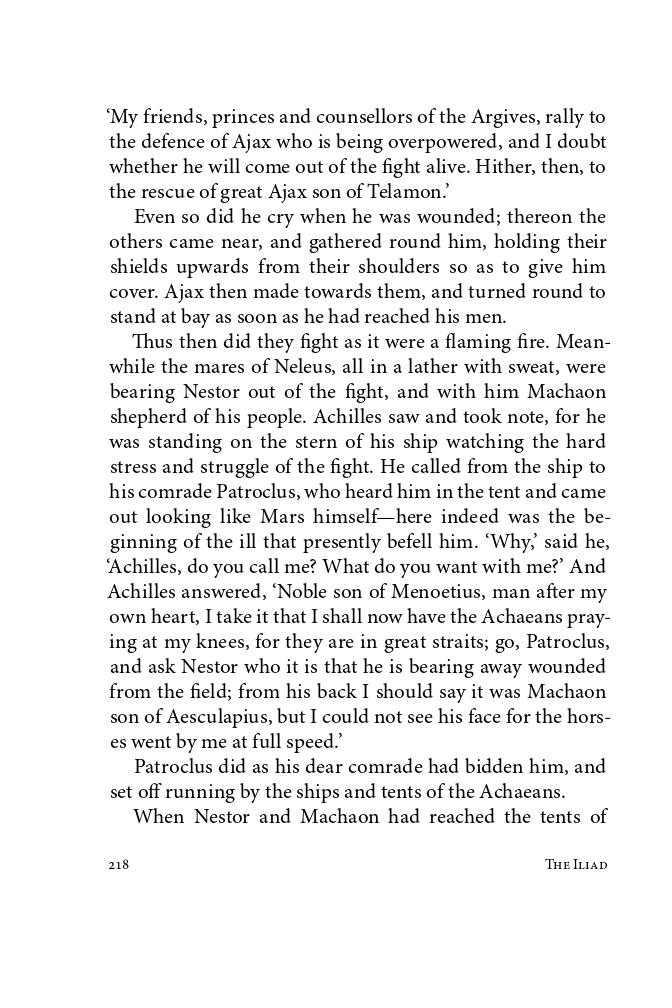 ‘My friends, princes and counsellors of the Argives, rally to
the defence of Ajax who is being overpowered, and I doubt
whether he will come out of the fight alive. Hither, then, to
the rescue of great Ajax son of Telamon.’
Even so did he cry when he was wounded; thereon the
others came near, and gathered round him, holding their
shields upwards from their shoulders so as to give him
cover. Ajax then made towards them, and turned round to
stand at bay as soon as he had reached his men.
Thus then did they fight as it were a flaming fire. Mean-
while the mares of Neleus, all in a lather with sweat, were
bearing Nestor out of the fight, and with him Machaon
shepherd of his people. Achilles saw and took note, for he
was standing on the stern of his ship watching the hard
stress and struggle of the fight. He called from the ship to
his comrade Patroclus, who heard him in the tent and came
out looking like Mars himself—here indeed was the be-
ginning of the ill that presently befell him. ‘Why,’ said he,
‘Achilles, do you call me? What do you want with me?’ And
Achilles answered, ‘Noble son of Menoetius, man after my
own heart, I take it that I shall now have the Achaeans pray-
ing at my knees, for they are in great straits; go, Patroclus,
and ask Nestor who it is that he is bearing away wounded
from the field; from his back I should say it was Machaon
son of Aesculapius, but I could not see his face for the hors-
es went by me at full speed.’
Patroclus did as his dear comrade had bidden him, and
set off running by the ships and tents of the Achaeans.
When Nestor and Machaon had reached the tents of
218 The Iliad